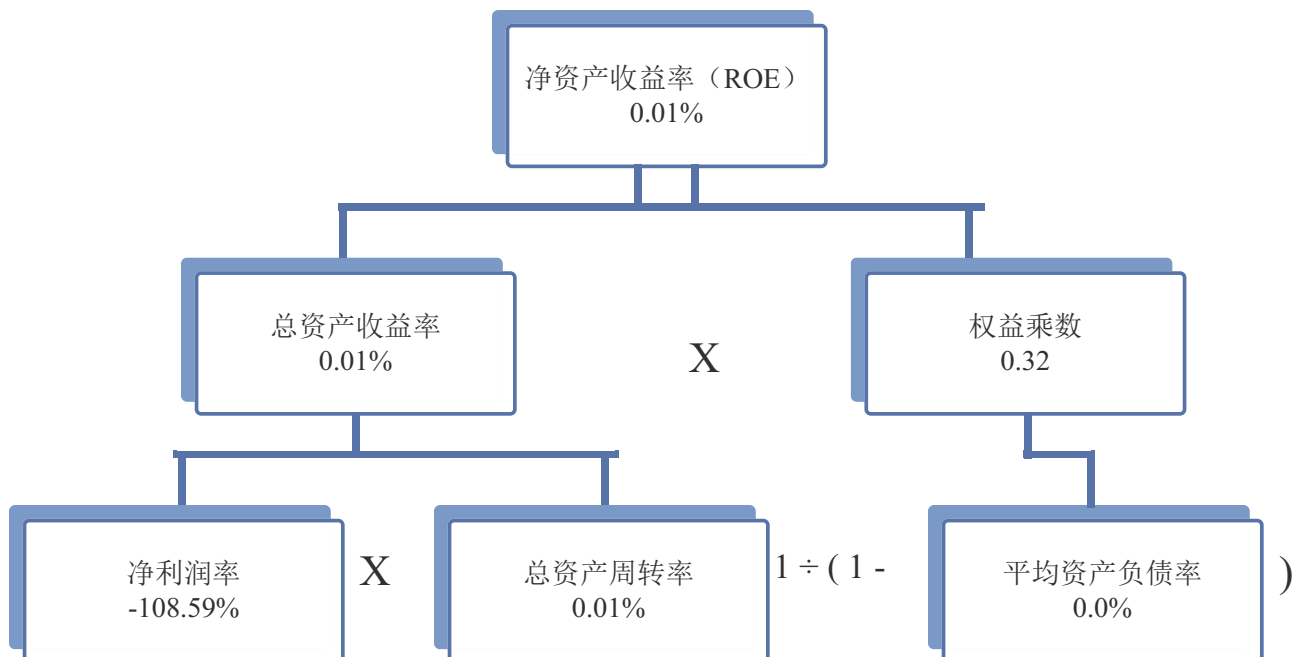 净资产收益率（ROE）
0.01%
总资产收益率
0.01%
X
权益乘数
0.32
净利润率
-108.59%
X
总资产周转率
0.01%
1 ÷ ( 1 -
平均资产负债率
0.0%
)